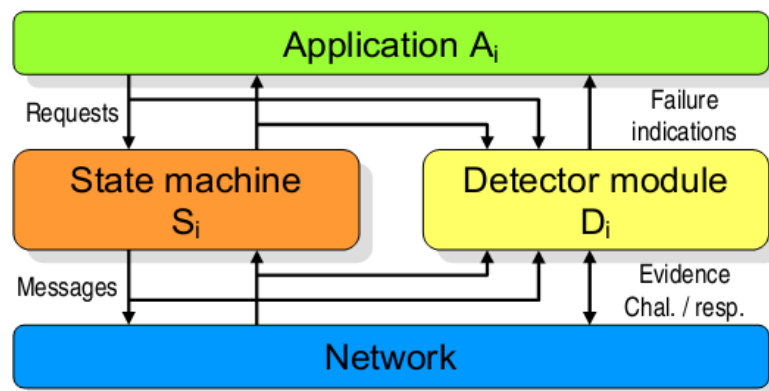 Application Ai
Requests
Failure
indications
State machine
Si
Detector module
Di
Messages
Evidence
Chal. / resp.
Network